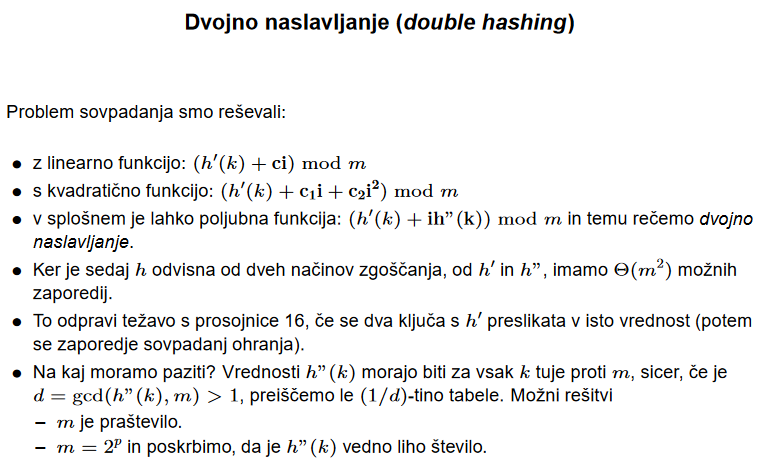 Dvojno naslavljanje (double hashing)
Problem sovpadanja smo reševali:
● z linearno funkcijo: (h′(k) + ci) mod m
● s kvadratično funkcijo: (h′(k) + c₁i + c₂i²) mod m
● v splošnem je lahko poljubna funkcija: (h′(k) + ih”(k)) mod m in temu rečemo dvojno
naslavljanje.
● Ker je sedaj h odvisna od dveh načinov zgoščanja, od h′ in h”, imamo Θ(m²) možnih
zaporedij.
● To odpravi težavo s prosojnice 16, če se dva ključa s h′ preslikata v isto vrednost (potem
se zaporedje sovpadanj ohranja).
● Na kaj moramo paziti? Vrednosti h”(k) morajo biti za vsak k tuje proti m, sicer, če je
d = gcd(h”(k), m) > 1, preiščemo le (1/d)-tino tabele. Možni rešitvi
– m je praštevilo.
– m = 2ᵖ in poskrbimo, da je h”(k) vedno liho število.